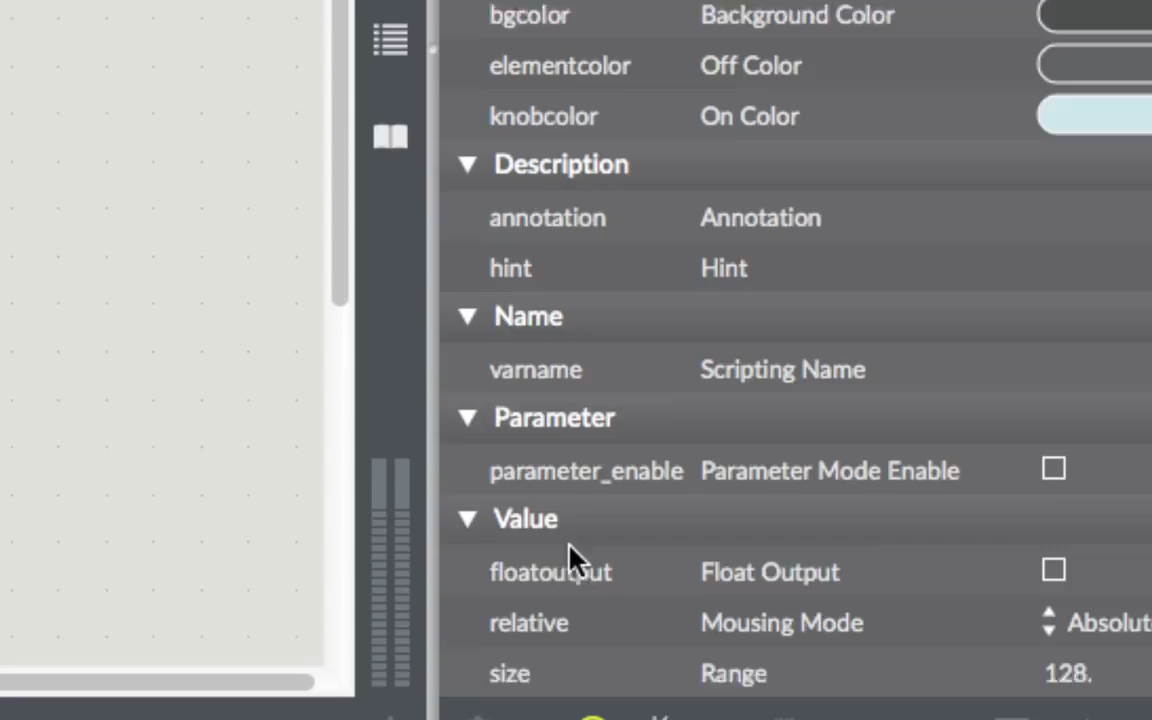 bgcolor Background Color
elementcolor Off Color
knobcolor On Color
Description
annotation Annotation
hint Hint
Name
varname Scripting Name
Parameter
parameter_enable Parameter Mode Enable
Value
floatoutput Float Output
relative Mousing Mode Absolut
size Range 128.